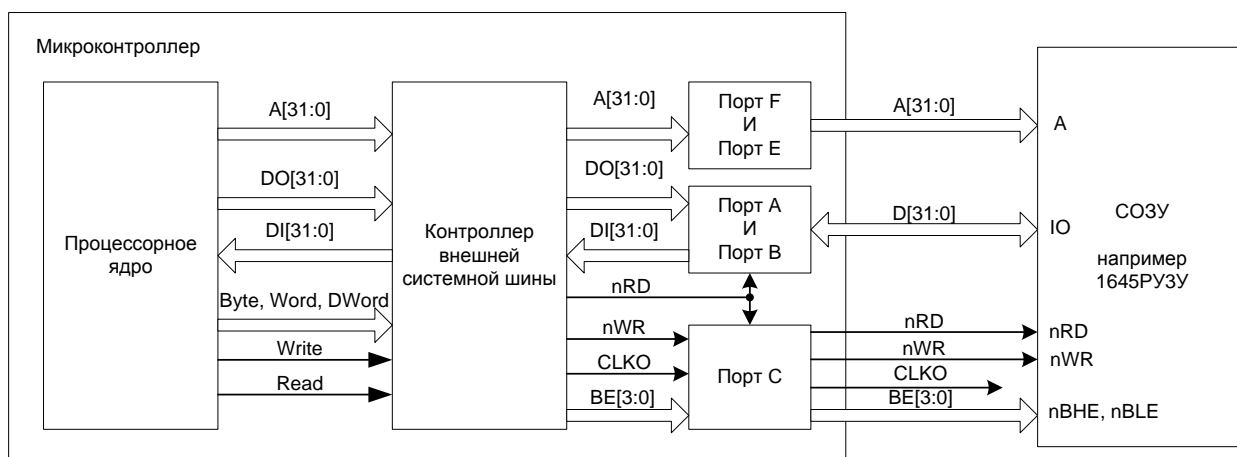 Микроконтроллер
Процессорное
ядро
A[31:0]
DO[31:0]
DI[31:0]
Byte, Word, DWord
Write
Read
Контроллер
внешней
системной шины
A[31:0]
DO[31:0]
DI[31:0]
nRD
nWR
CLKO
BE[3:0]
Порт F
И
Порт E
Порт A
И
Порт B
Порт C
A[31:0]
D[31:0]
nRD
nWR
CLKO
BE[3:0]
A
IO
СОЗУ
например
1645РУ3У
nRD
nWR
nBHE, nBLE